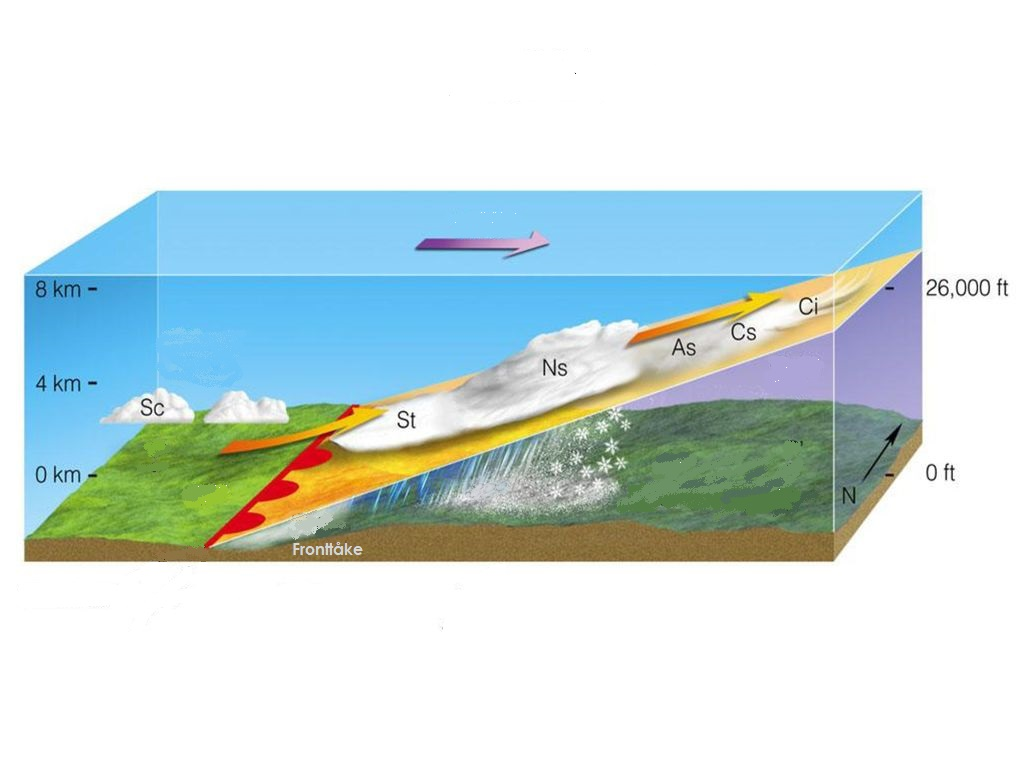 8 km
26,000 ft
Ci
Cs
As
Ns
4 km
Sc
St
0 km
0 ft
N
Fronttåke